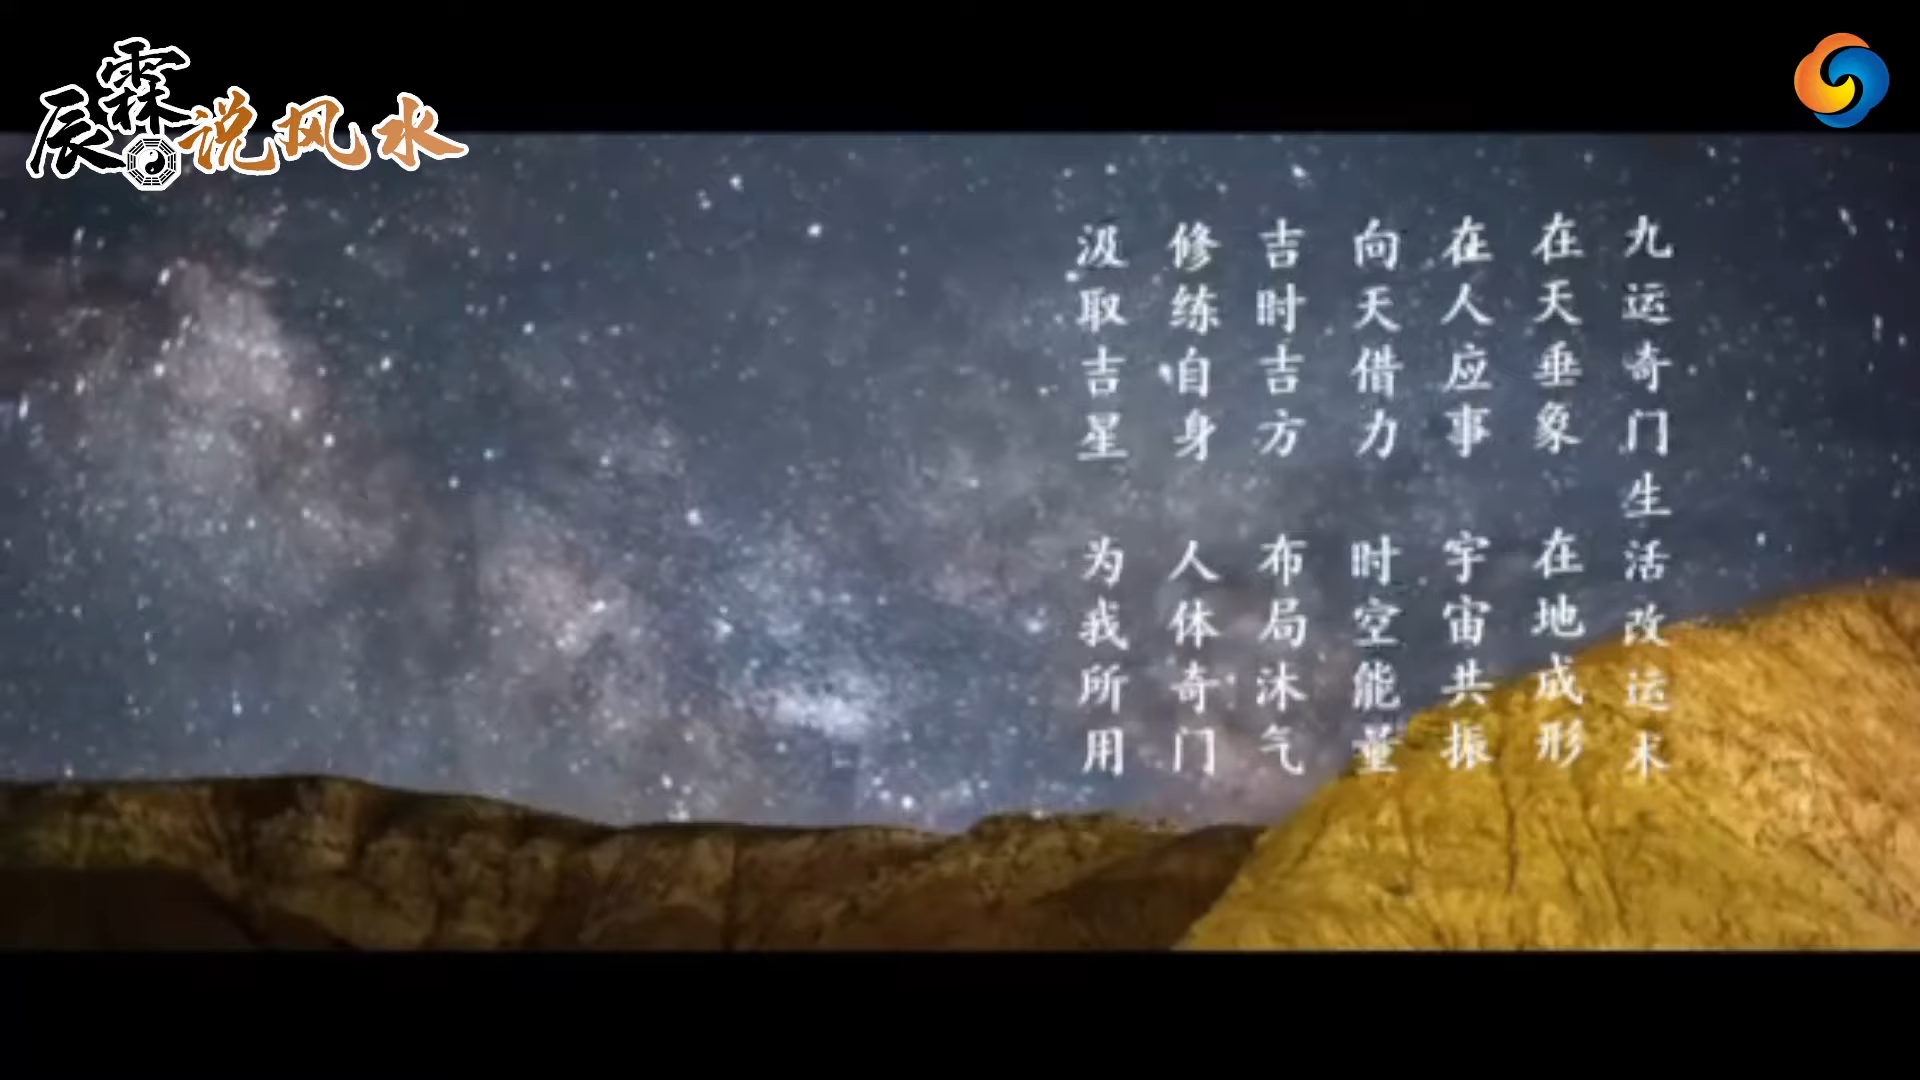 辰霖说风水
九运奇门生活改运术
在天垂象 在地成形
在人应事 宇宙共振
向天借力 时空能量
吉时吉方 布局沐气
修练自身 人体奇门
汲取吉星 为我所用